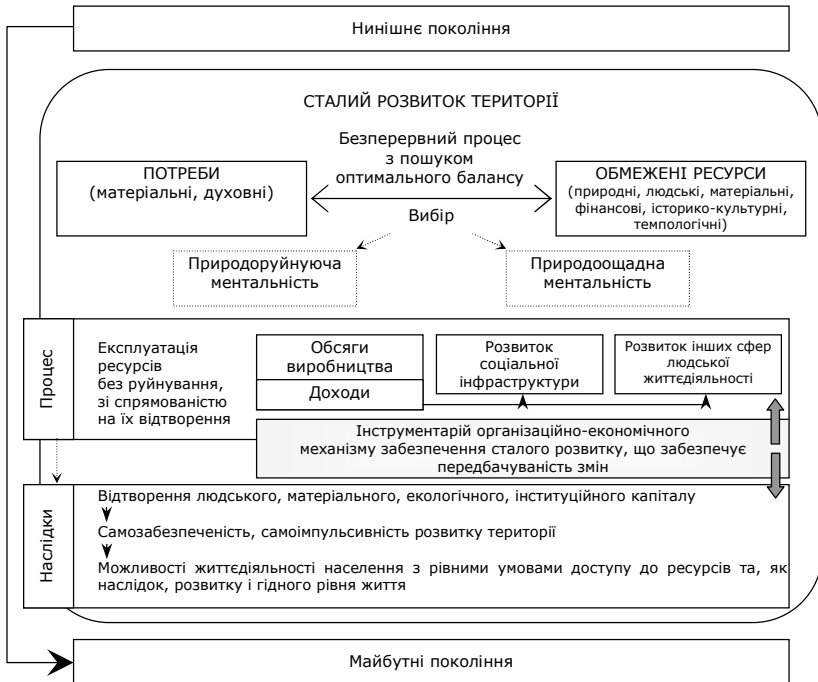 Нинішнє покоління
СТАЛИЙ РОЗВИТОК ТЕРИТОРІЇ
Безперервний процес
з пошуком
оптимального балансу
ПОТРЕБИ
(матеріальні, духовні)
ОБМЕЖЕНІ РЕСУРСИ
(природні, людські, матеріальні,
фінансові, історико-культурні,
темпологічні)
Вибір
Природоруйнуюча
ментальність
Природоощадна
ментальність
Процес
Експлуатація
ресурсів
без руйнування,
зі спрямованістю
на їх відтворення
Обсяги
виробництва
Доходи
Розвиток
соціальної
інфраструктури
Розвиток інших сфер
людської
життєдіяльності
Інструментарій організаційно-економічного
механізму забезпечення сталого розвитку, що забезпечує
передбачуваність змін
Наслідки
Відтворення людського, матеріального, екологічного, інституційного капіталу
Самозабезпеченість, самоімпульсивність розвитку території
Можливості життєдіяльності населення з рівними умовами доступу до ресурсів та, як
наслідок, розвитку і гідного рівня життя
Майбутні покоління